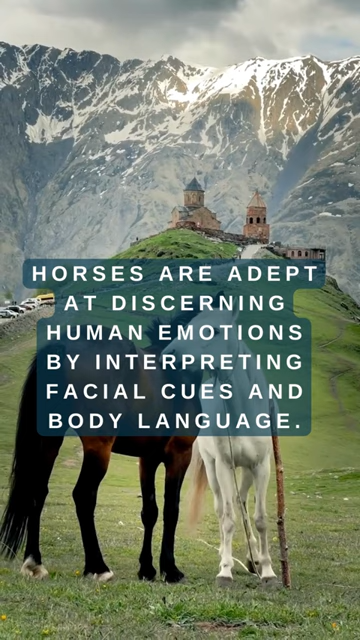 HORSES ARE ADEPT
AT DISCERNING
HUMAN EMOTIONS
BY INTERPRETING
FACIAL CUES AND
BODY LANGUAGE.